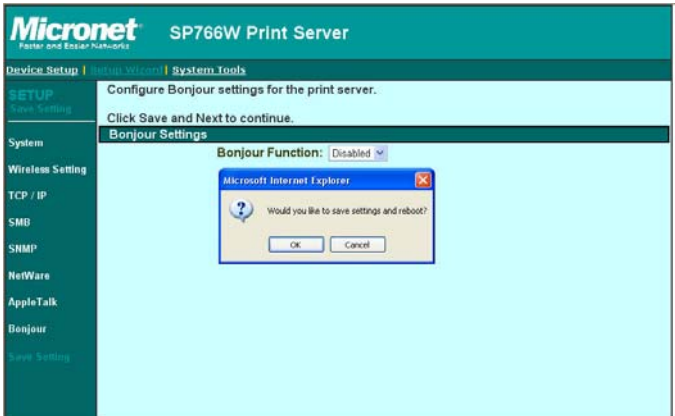 Micronet
Faster and Easier Networks
SP766W Print Server
Device Setup | Setup Wizard | System Tools
SETUP
Save Setting
System
Wireless Setting
TCP / IP
SMB
SNMP
NetWare
AppleTalk
Bonjour
Save Setting
Configure Bonjour settings for the print server.
Click Save and Next to continue.
Bonjour Settings
Bonjour Function: Disabled
Microsoft Internet Explorer
Would you like to save settings and reboot?
OK Cancel